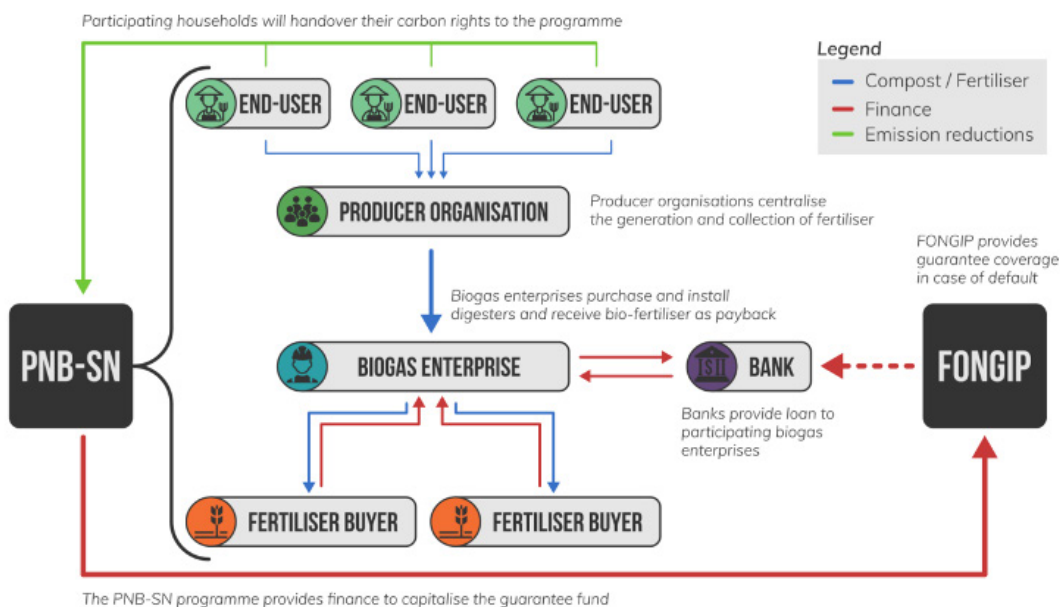 Participating households will handover their carbon rights to the programme
Legend
Compost / Fertiliser
Finance
Emission reductions
END-USER
END-USER
END-USER
PRODUCER ORGANISATION
Producer organisations centralise
the generation and collection of fertiliser
FONGIP provides
guarantee coverage
in case of default
Biogas enterprises purchase and install
digesters and receive bio-fertiliser as payback
PNB-SN
BIOGAS ENTERPRISE
BANK
FONGIP
Banks provide loan to
participating biogas
enterprises
FERTILISER BUYER
FERTILISER BUYER
The PNB-SN programme provides finance to capitalise the guarantee fund